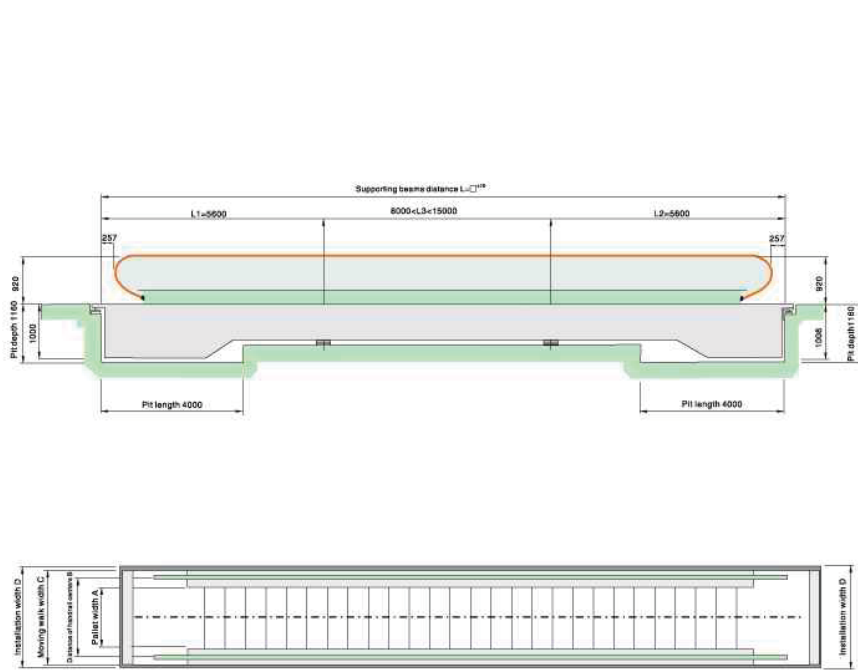 Supporting beams distance L=□
L1=5600
8000<L3<15000
L2=5600
257
257
920
920
Pit depth 1160
1000
1008
Pit depth 1160
Pit length 4000
Pit length 4000
Installation width D
Moving walk width C
Distance of handrail centers B
Pallet width A
Installation width D